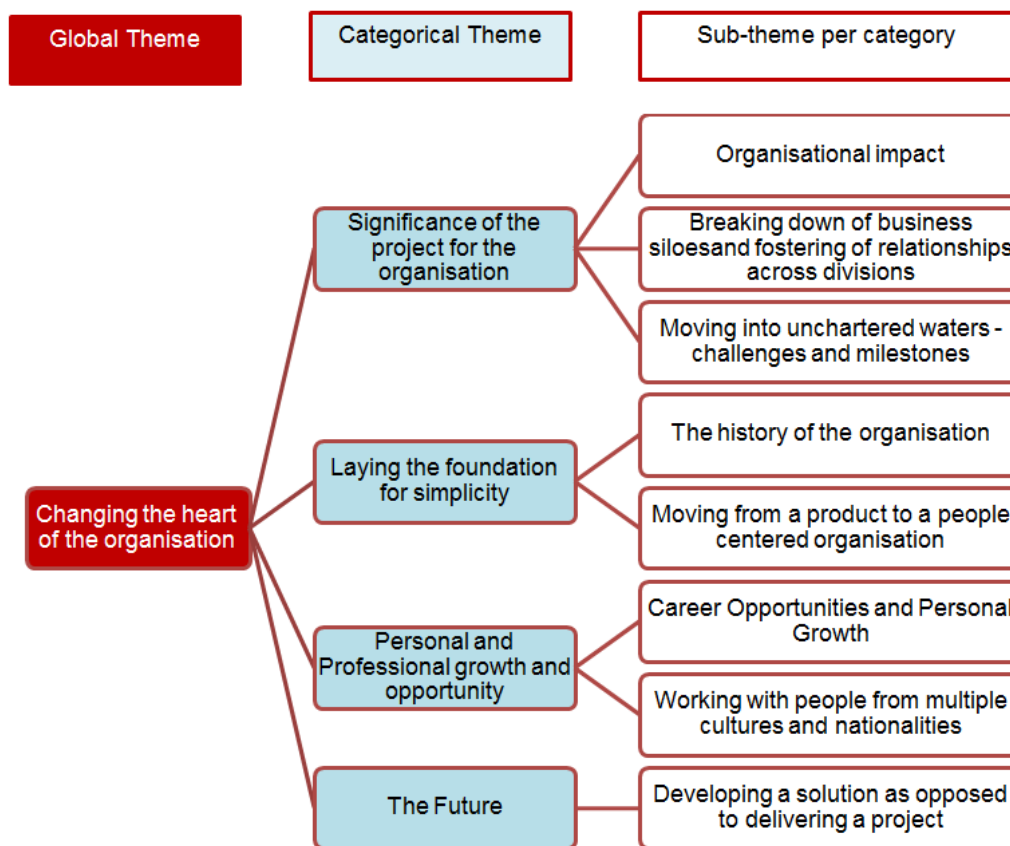 Global Theme
Categorical Theme
Sub-theme per category
Organisational impact
Significance of the
project for the
organisation
Breaking down of business
siloesand fostering of relationships
across divisions
Moving into unchartered waters -
challenges and milestones
Laying the foundation
for simplicity
The history of the organisation
Changing the heart
of the organisation
Moving from a product to a people
centered organisation
Personal and
Professional growth and
opportunity
Career Opportunities and Personal
Growth
Working with people from multiple
cultures and nationalities
The Future
Developing a solution as opposed
to delivering a project